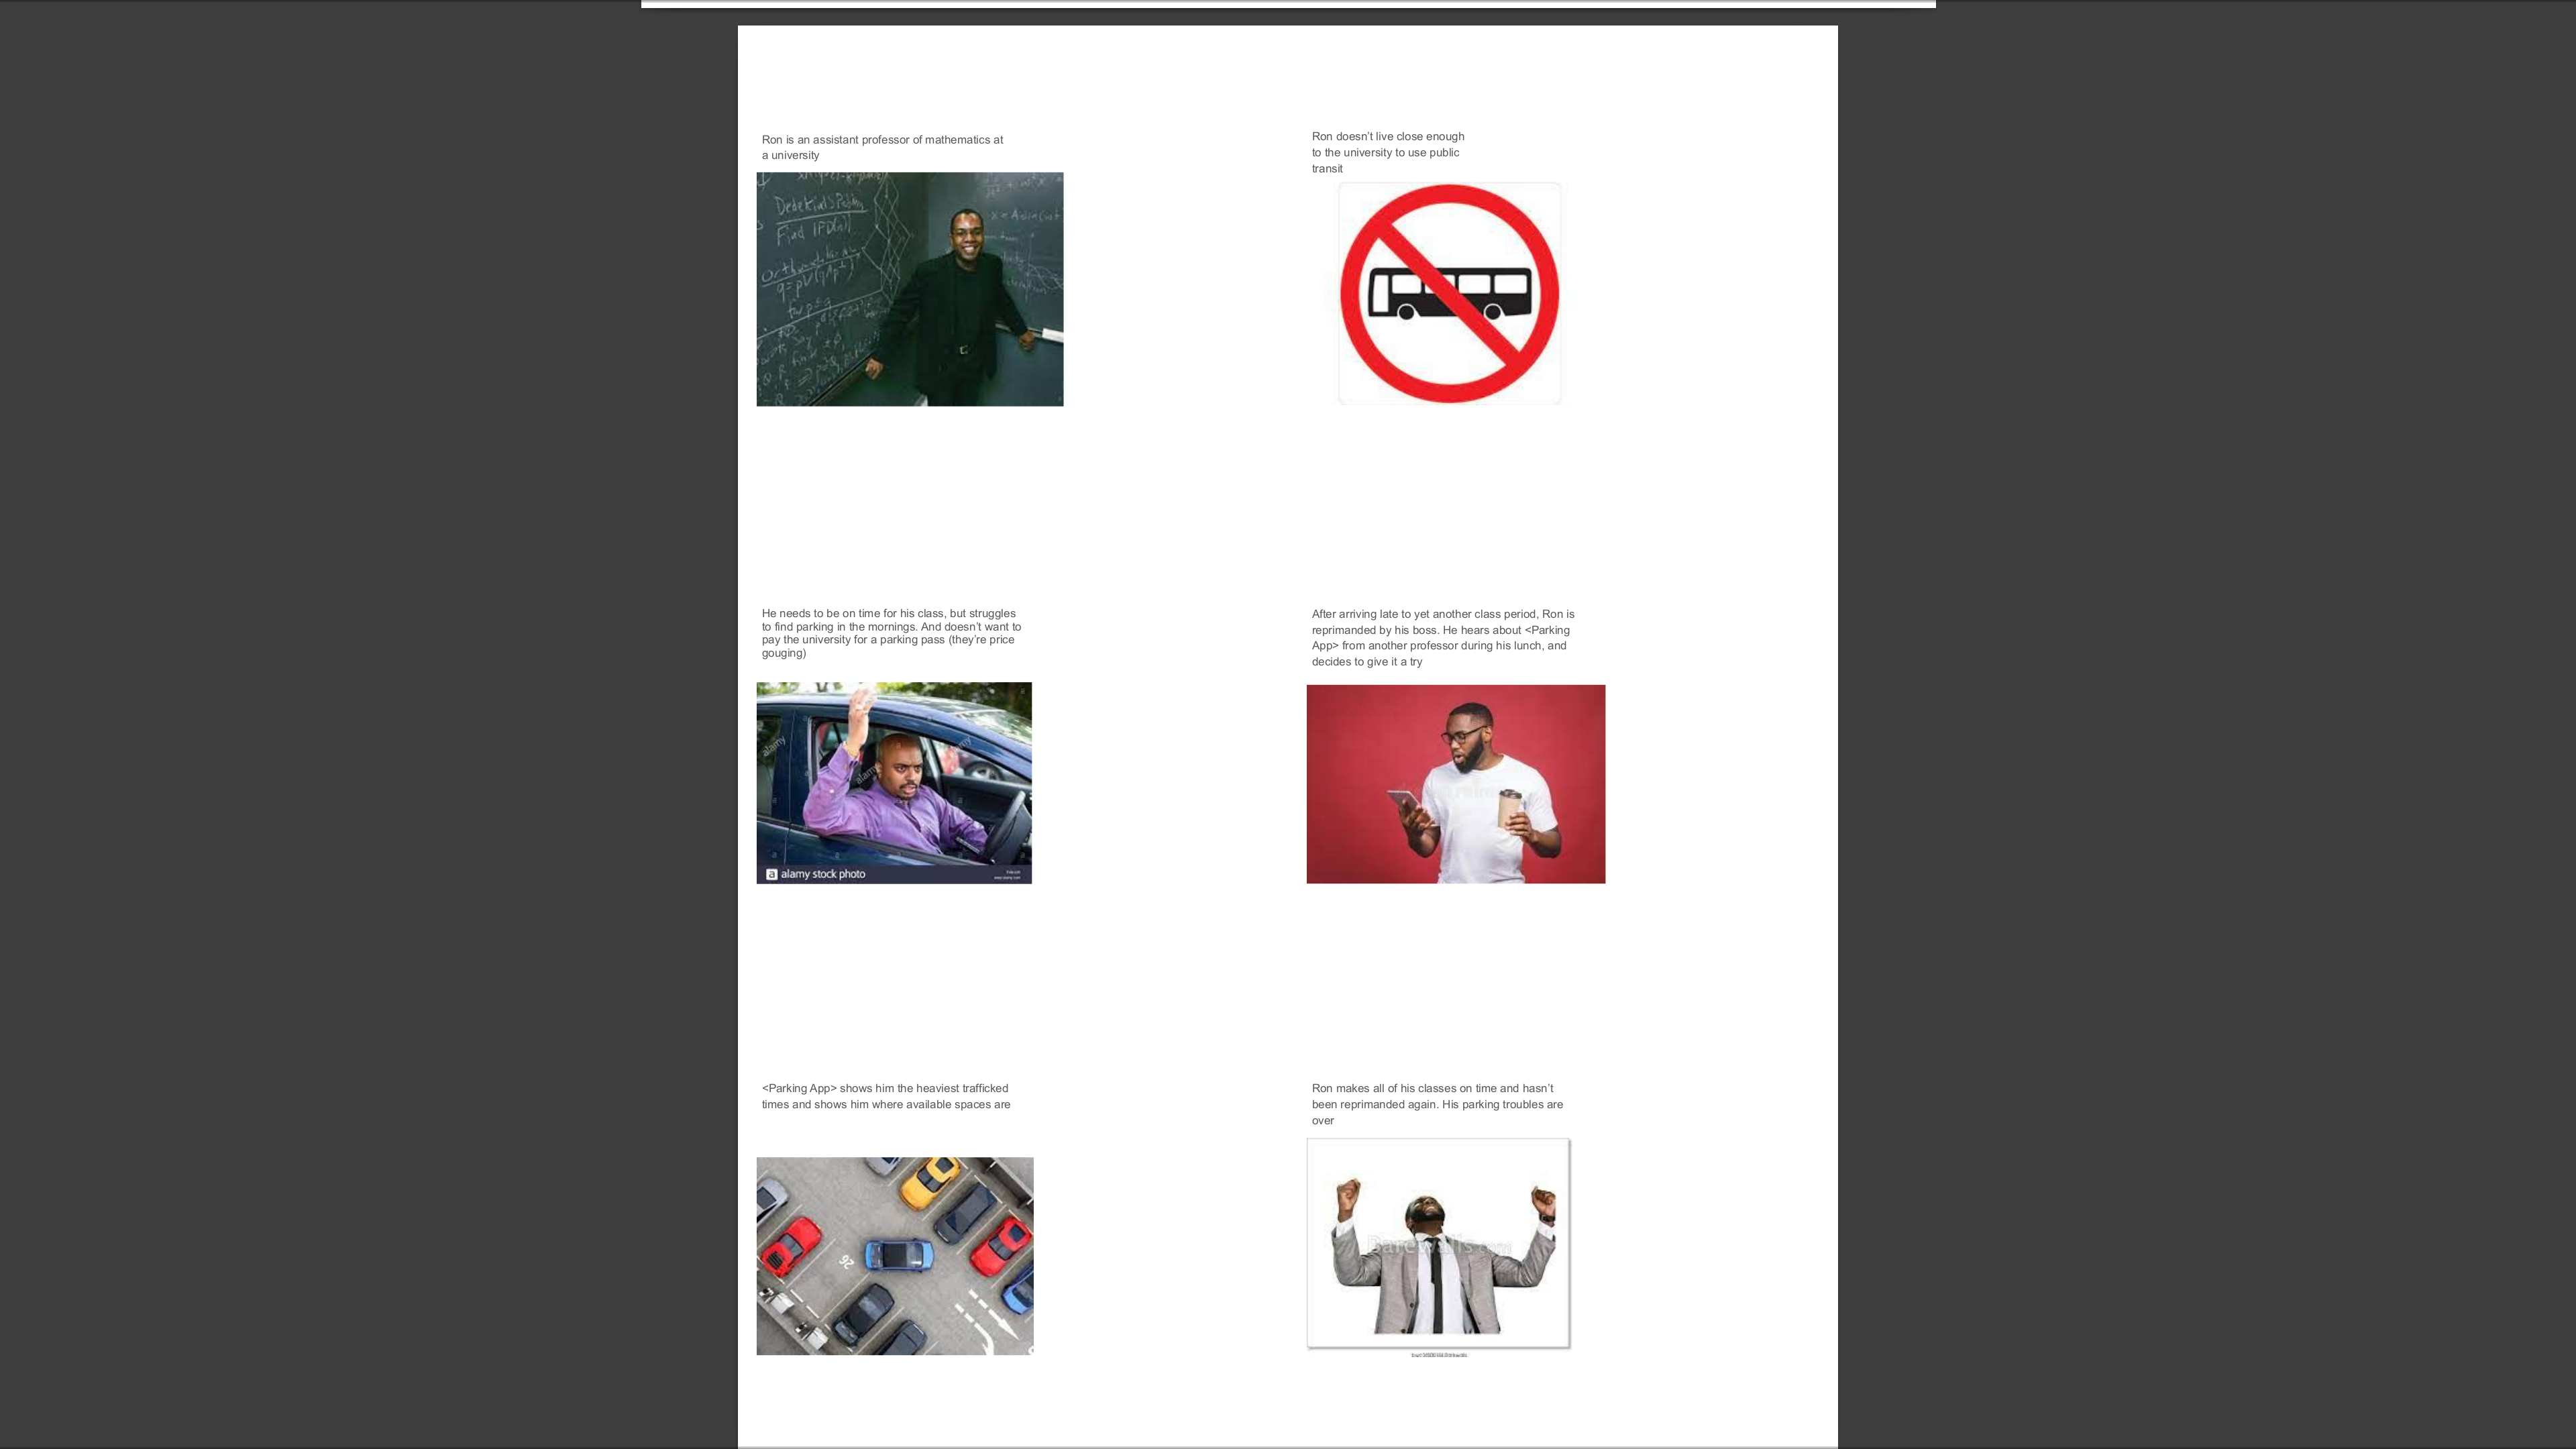 Ron is an assistant professor of mathematics at
a university
Ron doesn’t live close enough
to the university to use public
transit
Find
He needs to be on time for his class, but struggles
to find parking in the mornings. And doesn’t want to
pay the university for a parking pass (they’re price
gouging)
alamy
alamy
alamy
a alamy stock photo
After arriving late to yet another class period, Ron is
reprimanded by his boss. He hears about <Parking
App> from another professor during his lunch, and
decides to give it a try
<Parking App> shows him the heaviest trafficked
times and shows him where available spaces are
26
Ron makes all of his classes on time and hasn’t
been reprimanded again. His parking troubles are
over
Barewalls